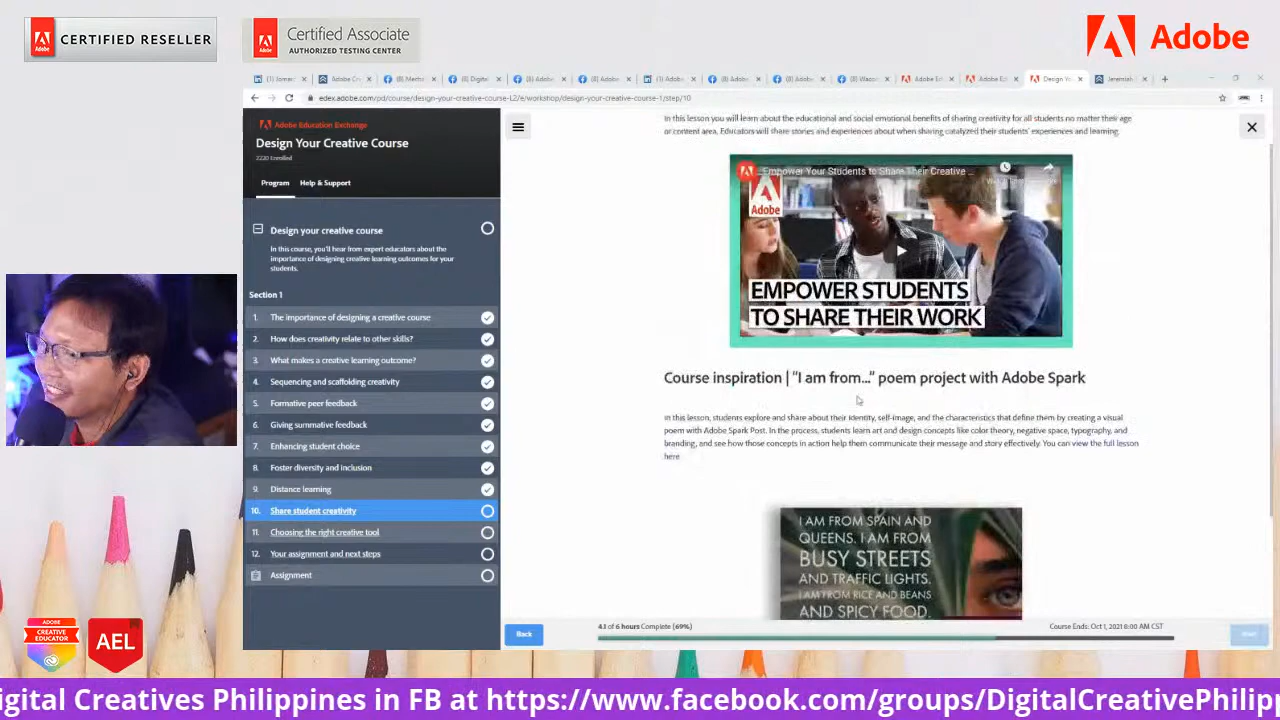 CERTIFIED RESELLER
Certified Associate
AUTHORIZED TESTING CENTER
Adobe
edex.adobe.com/pd/course/design-your-creative-course-L2/e/workshop/design-your-creative-course-1/step/10
Adobe Education Exchange
Design Your Creative Course
2220 Enrolled
Program
Help & Support
Design your creative course
In this course, you'll hear from expert educators about the
importance of designing creative learning outcomes for your
students.
Section 1
1. The importance of designing a creative course
2. How does creativity relate to other skills?
3. What makes a creative learning outcome?
4. Sequencing and scaffolding creativity
5. Formative peer feedback
6. Giving summative feedback
7. Enhancing student choice
8. Foster diversity and inclusion
9. Distance learning
10. Share student creativity
11. Choosing the right creative tool
12. Your assignment and next steps
Assignment
In this lesson you will learn about the educational and social emotional benefits of sharing creativity for all students no matter their age
or content area. Educators will share stories and experiences about when sharing catalyzed their students' experiences and learning.
Empower Your Students to Share Their Creative ...
Adobe
EMPOWER STUDENTS
TO SHARE THEIR WORK
Course inspiration | "I am from..." poem project with Adobe Spark
In this lesson, students explore and share about their identity, self-image, and the characteristics that define them by creating a visual
poem with Adobe Spark Post. In the process, students learn art and design concepts like color theory, negative space, typography, and
branding, and see how those concepts in action help them communicate their message and story effectively. You can view the full lesson
here
I AM FROM SPAIN AND
QUEENS. I AM FROM
BUSY STREETS
AND TRAFFIC LIGHTS.
I AM FROM RICE AND BEANS
AND SPICY FOOD.
Back
4.1 of 6 hours Complete (69%)
Course Ends: Oct 1, 2021 8:00 AM CST
ADOBE
CREATIVE
EDUCATOR
AEL
igital Creatives Philippines in FB at https://www.facebook.com/groups/DigitalCreativePhilipp